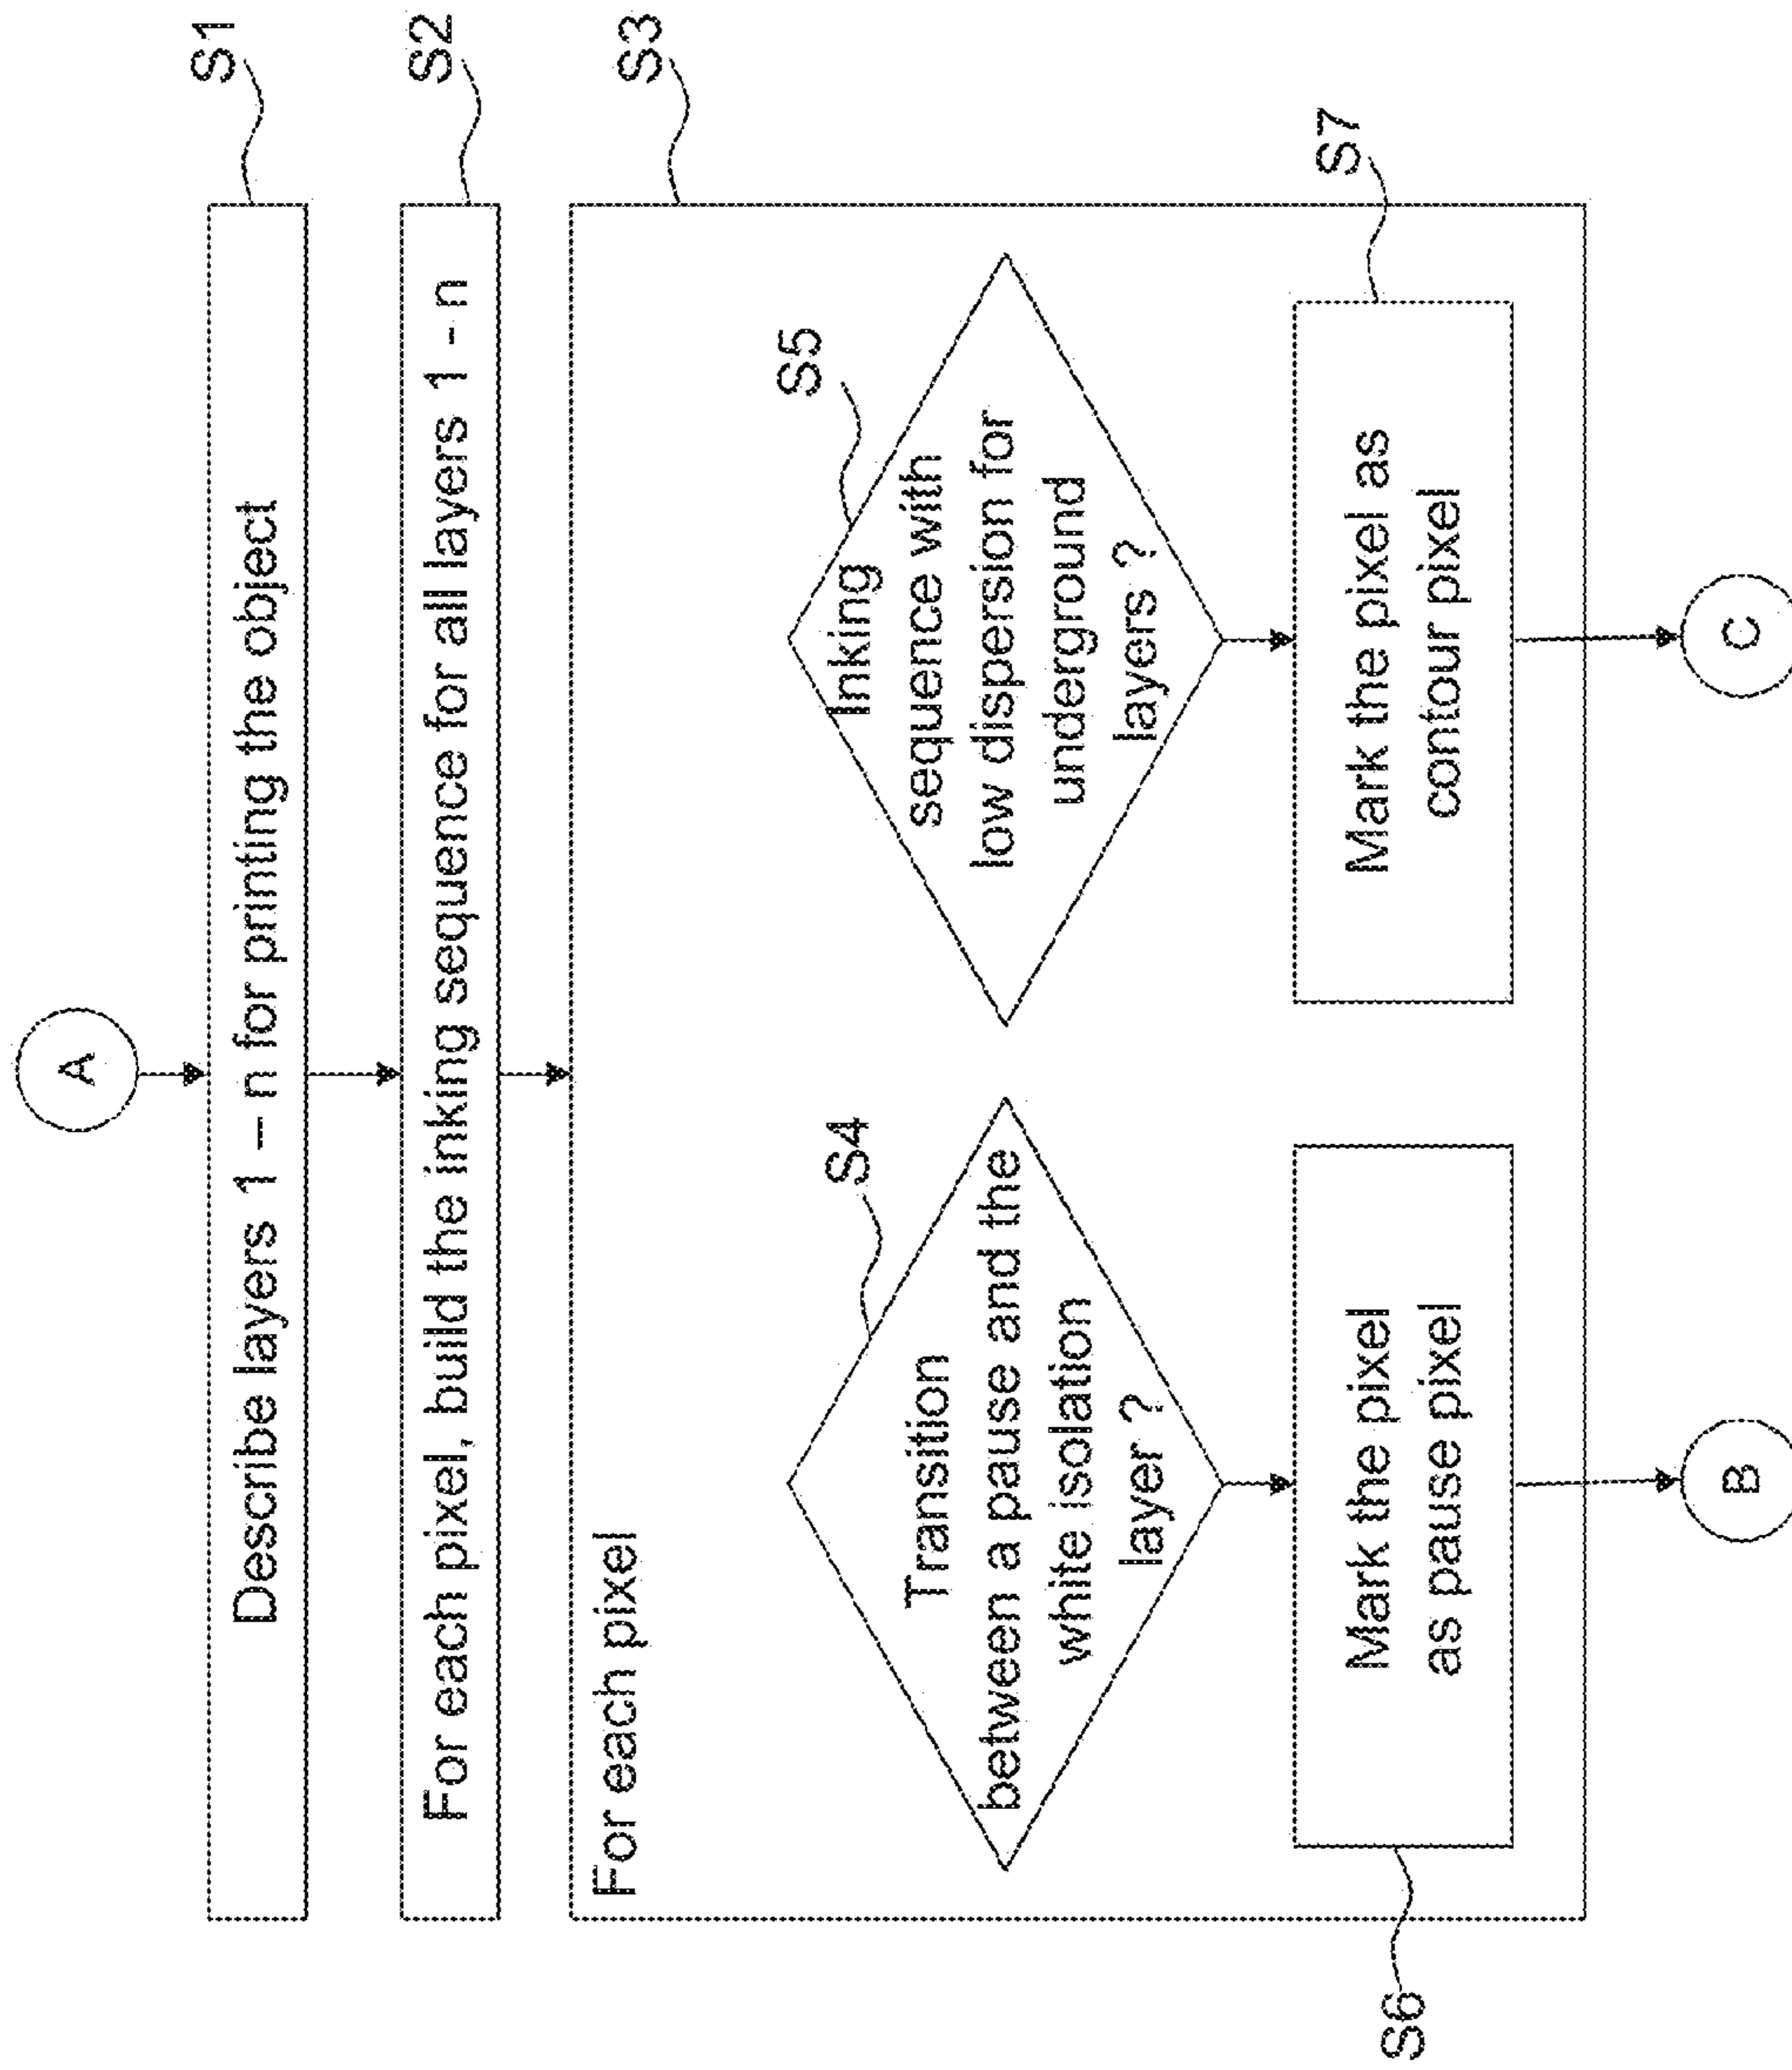 A
S1
Describe layers 1 – n for printing the object
S2
For each pixel, build the inking sequence for all layers 1 - n
S3
For each pixel
S4
Transition
between a pause and the
white isolation
layer ?
S5
Inking
sequence with
low dispersion for
underground
layers ?
S6
Mark the pixel
as pause pixel
S7
Mark the pixel as
contour pixel
B
C